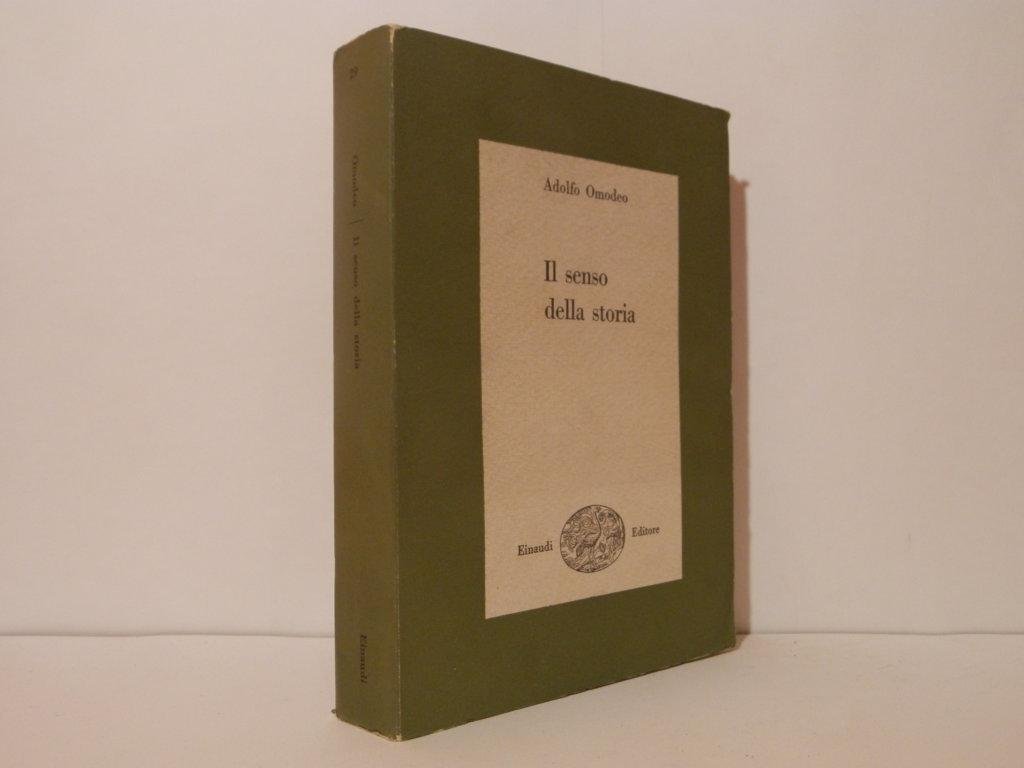 Adolfo Omodeo
Il senso
della storia
Einaudi Editore
Omodeo | Il senso della storia
Einaudi